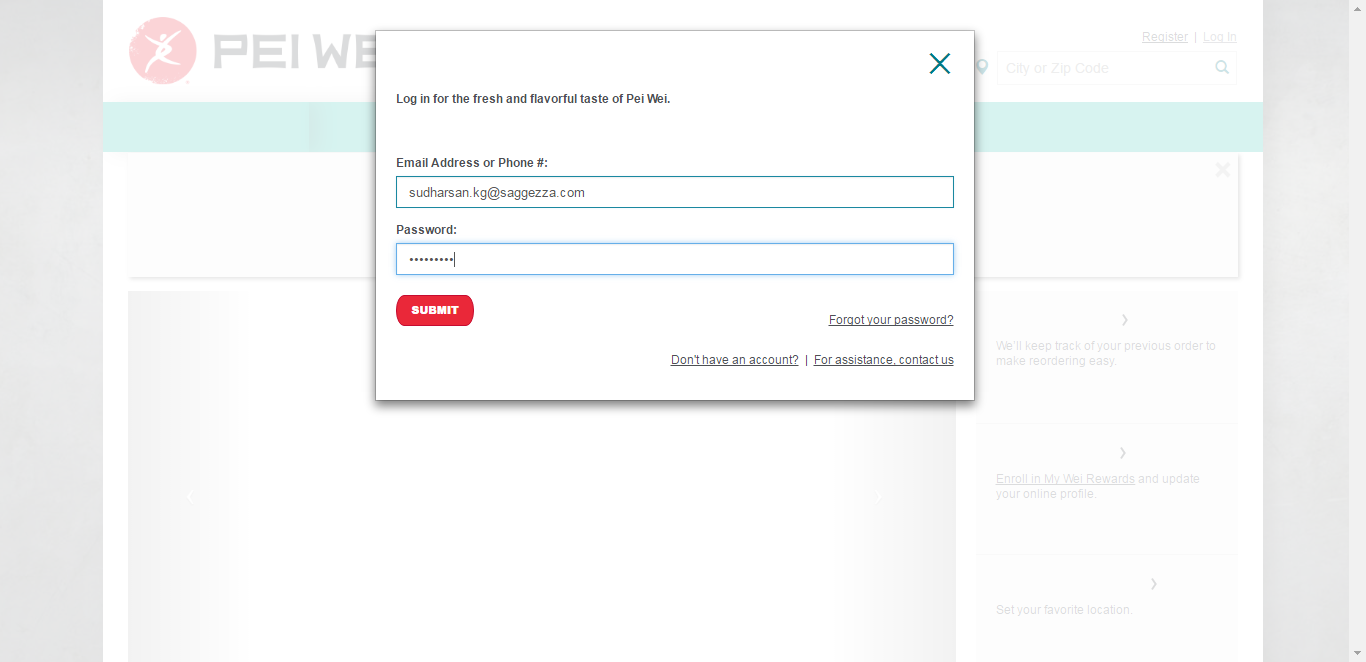 PEI WE
Register | Log In
City or Zip Code
Log in for the fresh and flavorful taste of Pei Wei.
Email Address or Phone #:
sudharsan.kg@saggezza.com
Password:
•••••••••
SUBMIT
Forgot your password?
Don't have an account? | For assistance, contact us
We'll keep track of your previous order to
make reordering easy.
Enroll in My Wei Rewards and update
your online profile.
Set your favorite location.